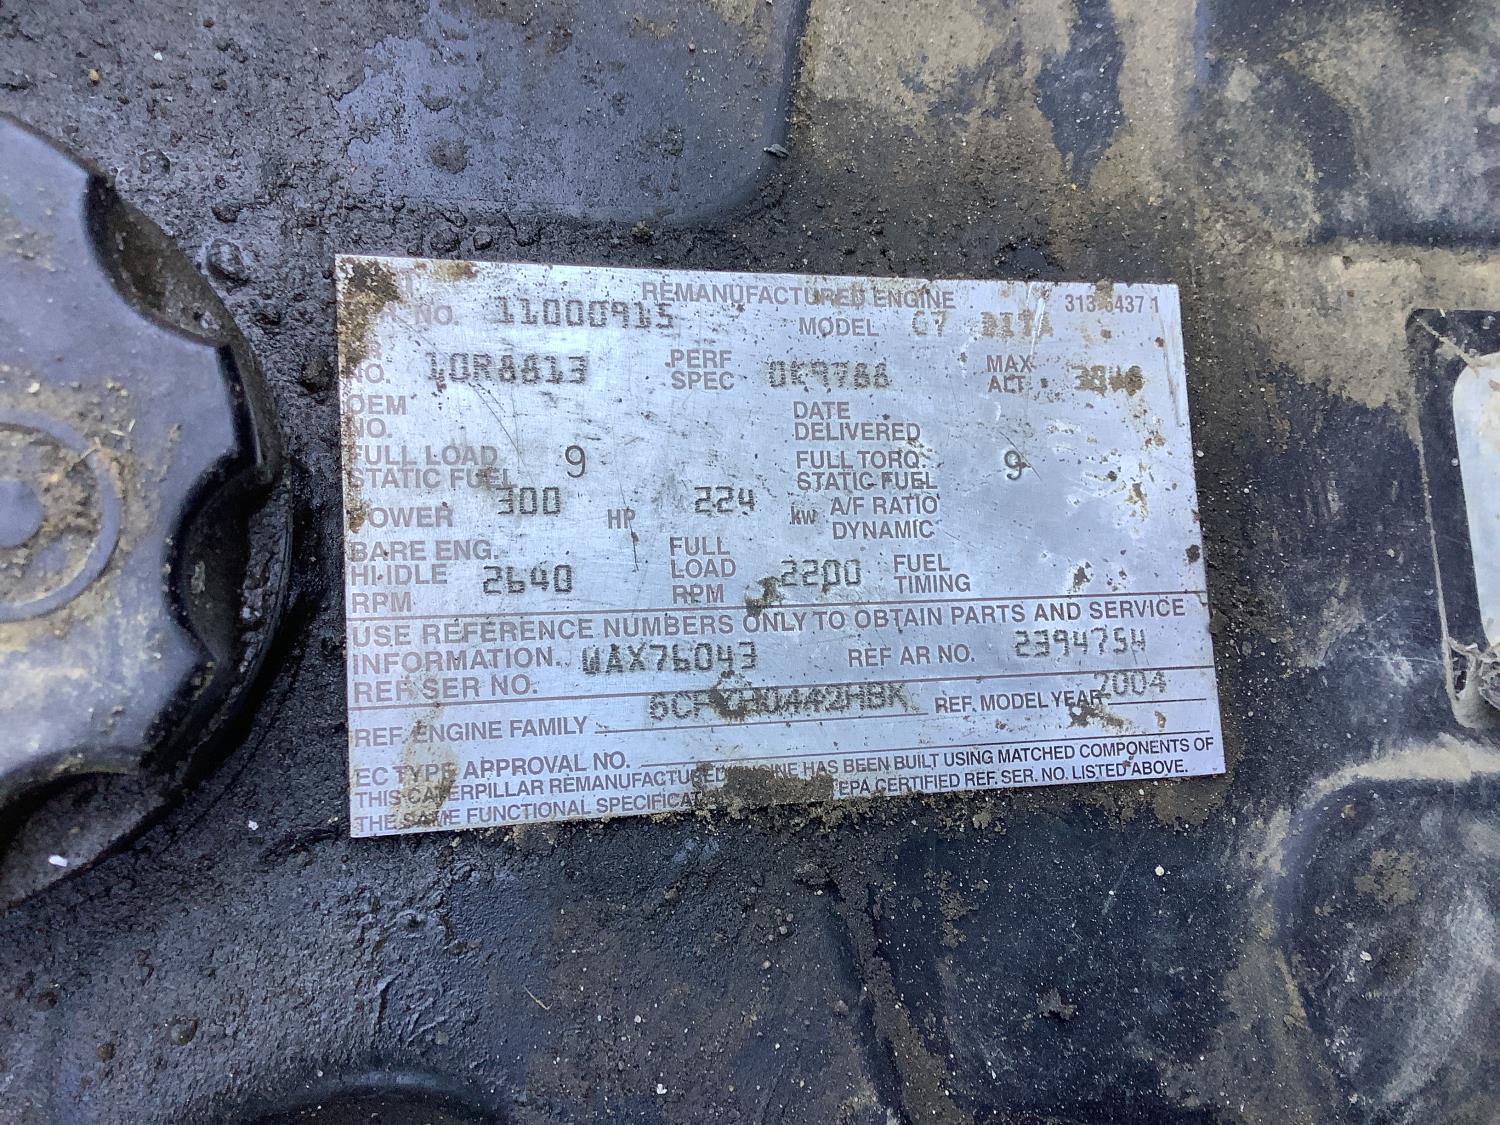 REMANUFACTURED ENGINE
NO. 11000915 MODEL C7 DITA
NO. 10R8813 PERF SPEC 0K9788 MAX ALT
OEM NO. DATE DELIVERED
FULL LOAD STATIC FUEL 9 FULL TORQ. STATIC FUEL 9
POWER 300 HP 224 kw A/F RATIO DYNAMIC
BARE ENG. HI IDLE RPM 2640 FULL LOAD RPM 2200 FUEL TIMING
USE REFERENCE NUMBERS ONLY TO OBTAIN PARTS AND SERVICE
INFORMATION.
REF SER NO. WAX76043 REF AR NO. 2394754
REF. ENGINE FAMILY REF. MODEL YEAR 2004
EC TYPE APPROVAL NO.
THIS CATERPILLAR REMANUFACTURED ENGINE HAS BEEN BUILT USING MATCHED COMPONENTS OF
THE SAME FUNCTIONAL EPA CERTIFIED REF. SER. NO. LISTED ABOVE.